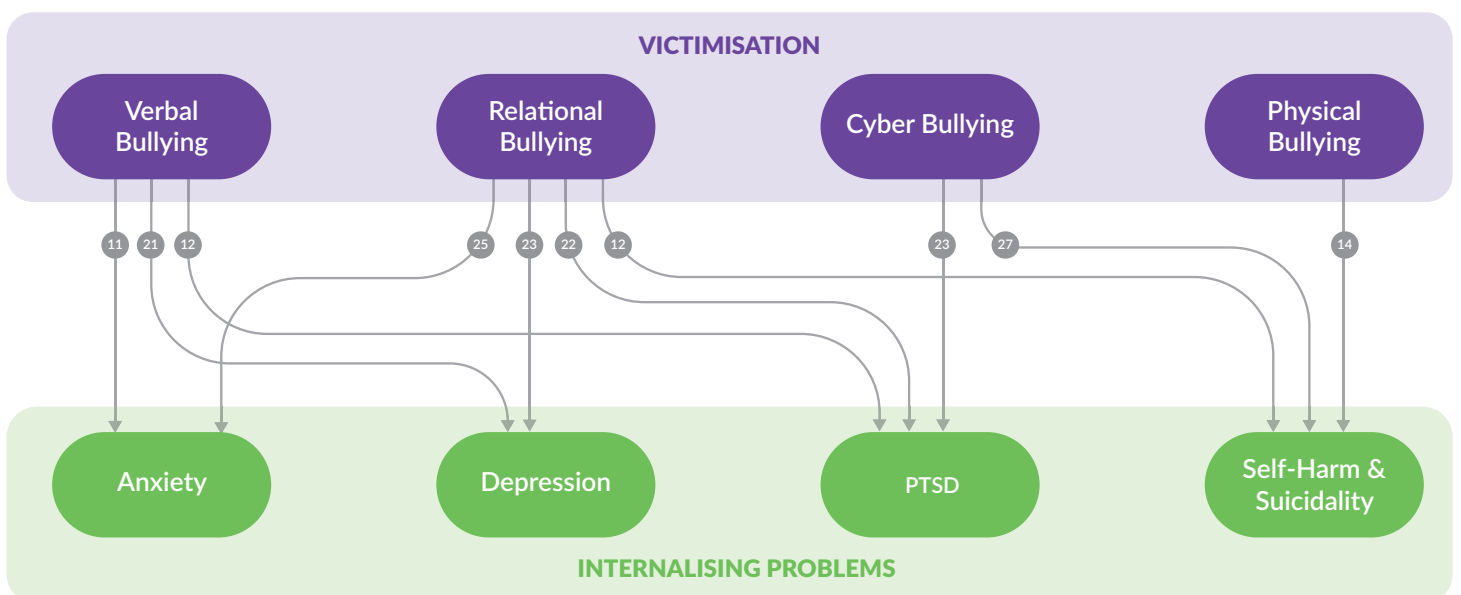 VICTIMISATION
Verbal
Bullying
Relational
Bullying
Cyber Bullying
Physical
Bullying
11
21
12
25
23
22
12
23
27
14
Anxiety
Depression
PTSD
Self-Harm &
Suicidality
INTERNALISING PROBLEMS